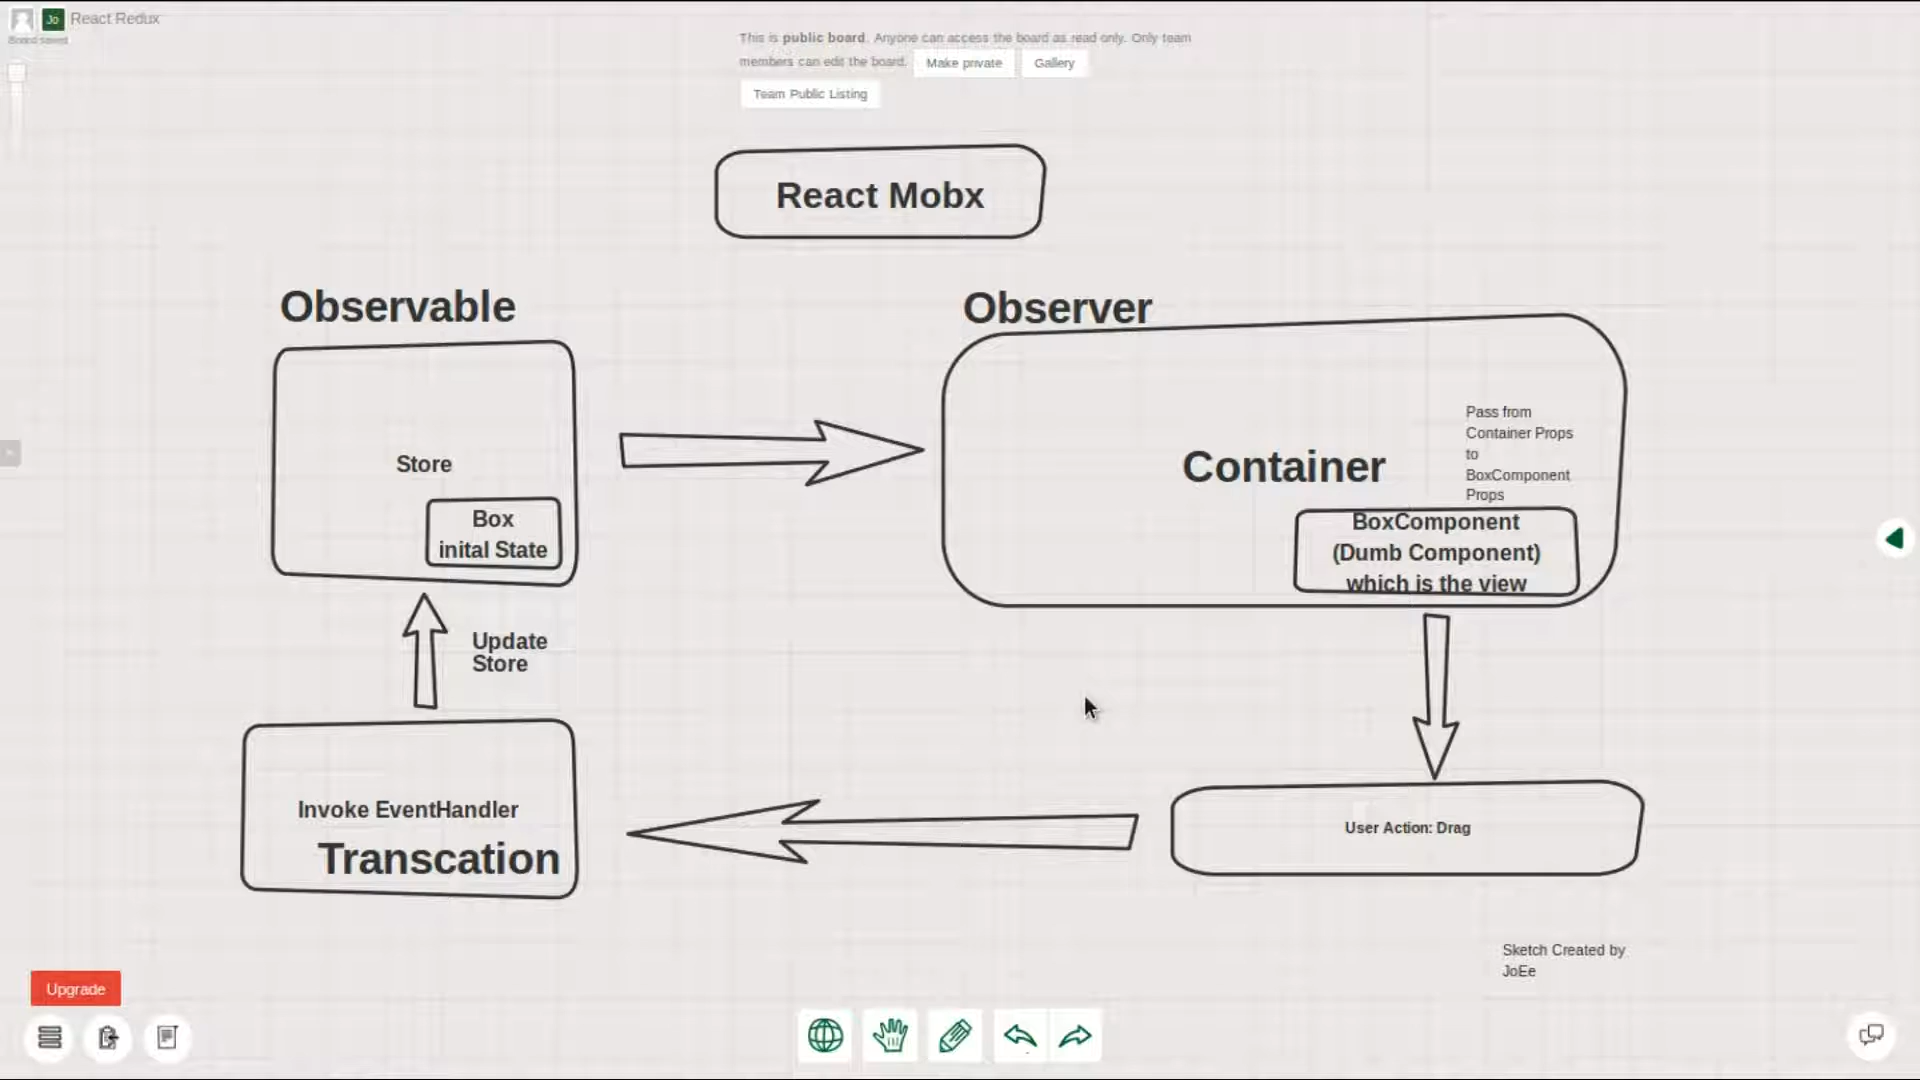 Jo React Redux
Board saved
This is public board. Anyone can access the board as read only. Only team
members can edit the board. Make private Gallery
Team Public Listing
React Mobx
Observable
Observer
Store
Box
inital State
Container
Pass from
Container Props
to
BoxComponent
Props
BoxComponent
(Dumb Component)
which is the view
Update
Store
Invoke EventHandler
Transcation
User Action: Drag
Sketch Created by
JoEe
Upgrade